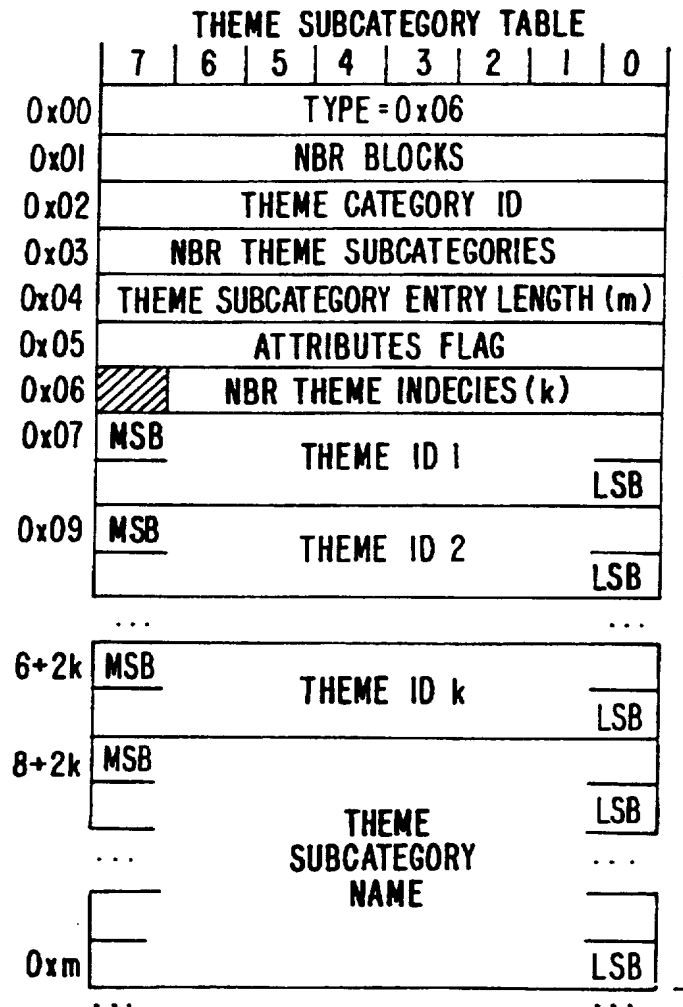 THEME SUBCATEGORY TABLE
7 | 6 | 5 | 4 | 3 | 2 | 1 | 0
0x00 TYPE=0x06
0x01 NBR BLOCKS
0x02 THEME CATEGORY ID
0x03 NBR THEME SUBCATEGORIES
0x04 THEME SUBCATEGORY ENTRY LENGTH (m)
0x05 ATTRIBUTES FLAG
0x06 NBR THEME INDECIES (k)
0x07 MSB
THEME ID 1
LSB
0x09 MSB
THEME ID 2
LSB
... ...
6+2k MSB
THEME ID k
LSB
8+2k MSB
LSB
THEME
SUBCATEGORY
... ...
NAME
0xm LSB
... ...